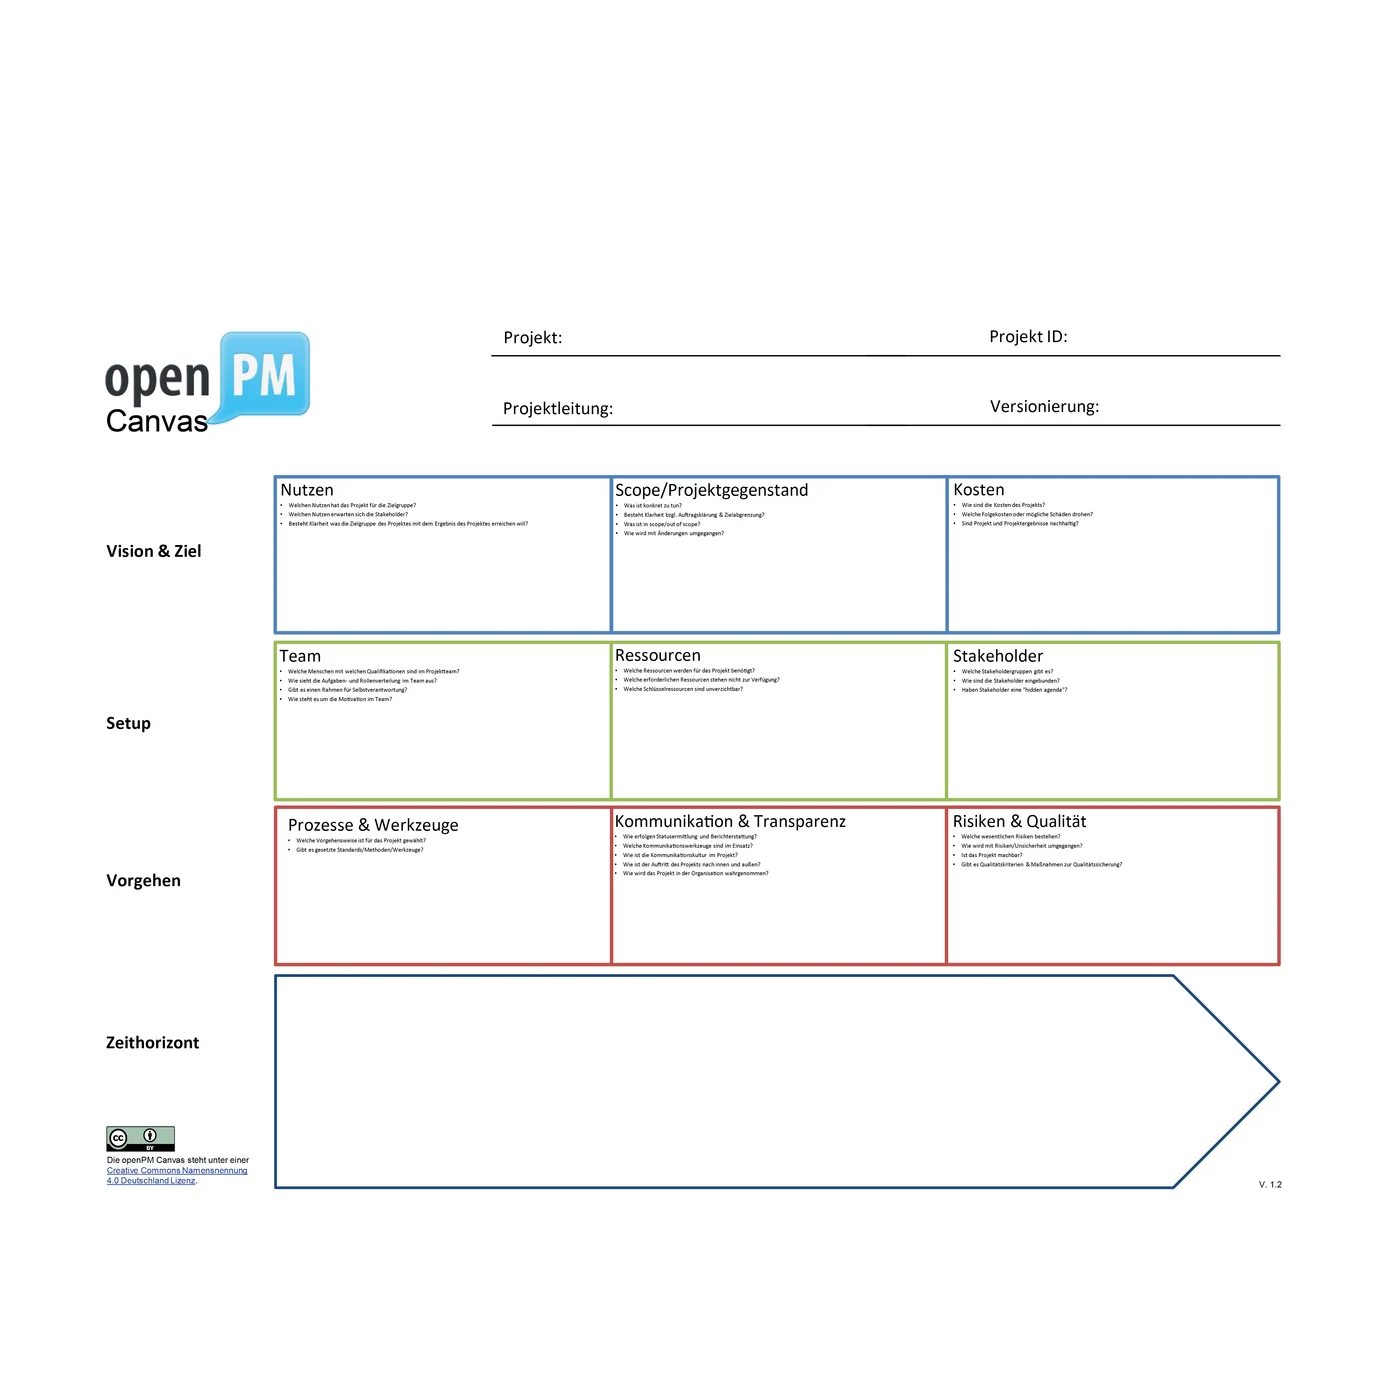 open PM
Canvas
Projekt:
Projekt ID:
Projektleitung:
Versionierung:
Vision & Ziel
Nutzen
• Welchen Nutzen hat das Projekt für die Zielgruppe?
• Welchen Nutzen erwarten sich die Stakeholder?
• Besteht Klarheit was die Zielgruppe des Projektes mit dem Ergebnis des Projektes erreichen will?
Scope/Projektgegenstand
• Was ist konkret zu tun?
• Besteht Klarheit bzgl. Auftragsklärung & Zielabgrenzung?
• Was ist in scope/out of scope?
• Wie wird mit Änderungen umgegangen?
Kosten
• Wie sind die Kosten des Projekts?
• Welche Folgekosten oder mögliche Schäden drohen?
• Sind Projekt und Projektergebnisse nachhaltig?
Setup
Team
• Welche Menschen mit welchen Qualifikationen sind im Projektteam?
• Wie sieht die Aufgaben- und Rollenverteilung im Team aus?
• Gibt es einen Rahmen für Selbstverantwortung?
• Wie steht es um die Motivation im Team?
Ressourcen
• Welche Ressourcen werden für das Projekt benötigt?
• Welche erforderlichen Ressourcen stehen nicht zur Verfügung?
• Welche Schlüsselressourcen sind unverzichtbar?
Stakeholder
• Welche Stakeholdergruppen gibt es?
• Wie sind die Stakeholder eingebunden?
• Haben Stakeholder eine "hidden agenda"?
Vorgehen
Prozesse & Werkzeuge
• Welche Vorgehensweise ist für das Projekt gewählt?
• Gibt es gesetzte Standards/Methoden/Werkzeuge?
Kommunikation & Transparenz
• Wie erfolgen Statusermittlung und Berichterstattung?
• Welche Kommunikationswerkzeuge sind im Einsatz?
• Wie ist die Kommunikationskultur im Projekt?
• Wie ist der Auftritt des Projekts nach innen und außen?
• Wie wird das Projekt in der Organisation wahrgenommen?
Risiken & Qualität
• Welche wesentlichen Risiken bestehen?
• Wie wird mit Risiken/Unsicherheit umgegangen?
• Ist das Projekt machbar?
• Gibt es Qualitätskriterien & Maßnahmen zur Qualitätssicherung?
Zeithorizont
cc BY
Die openPM Canvas steht unter einer
Creative Commons Namensnennung
4.0 Deutschland Lizenz.
V. 1.2